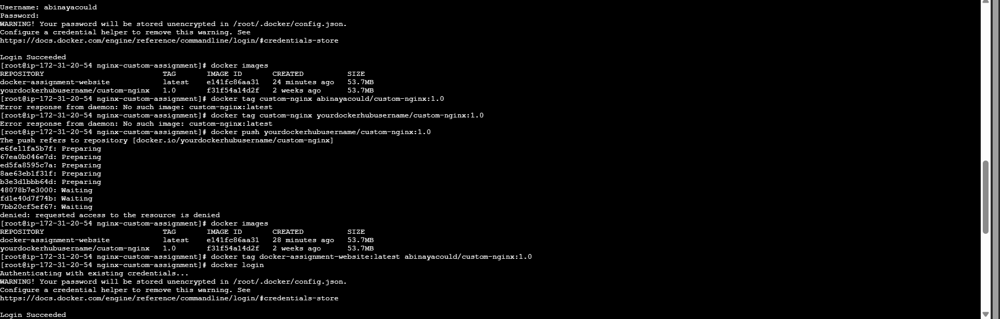 Username: abinayacould
Password:
WARNING! Your password will be stored unencrypted in /root/.docker/config.json.
Configure a credential helper to remove this warning. See
https://docs.docker.com/engine/reference/commandline/login/#credentials-store

Login Succeeded
[root@ip-172-31-20-54 nginx-custom-assignment]# docker images
REPOSITORY                           TAG       IMAGE ID       CREATED          SIZE
docker-assignment-website            latest    e141fc86aa31   24 minutes ago   53.7MB
yourdockerhubusername/custom-nginx   1.0       f31f54a14d2f   2 weeks ago      53.7MB
[root@ip-172-31-20-54 nginx-custom-assignment]# docker tag custom-nginx abinayacould/custom-nginx:1.0
Error response from daemon: No such image: custom-nginx:latest
[root@ip-172-31-20-54 nginx-custom-assignment]# docker tag custom-nginx yourdockerhubusername/custom-nginx:1.0
Error response from daemon: No such image: custom-nginx:latest
[root@ip-172-31-20-54 nginx-custom-assignment]# docker push yourdockerhubusername/custom-nginx:1.0
The push refers to repository [docker.io/yourdockerhubusername/custom-nginx]
e6fe11fa5b7f: Preparing
67ea0b046e7d: Preparing
ed5fa8595c7a: Preparing
8ae63eb1f31f: Preparing
b3e3d1bbb64d: Preparing
48078b7e3000: Waiting
fd1e40d7f74b: Waiting
7bb20cf5ef67: Waiting
denied: requested access to the resource is denied
[root@ip-172-31-20-54 nginx-custom-assignment]# docker images
REPOSITORY                           TAG       IMAGE ID       CREATED          SIZE
docker-assignment-website            latest    e141fc86aa31   28 minutes ago   53.7MB
yourdockerhubusername/custom-nginx   1.0       f31f54a14d2f   2 weeks ago      53.7MB
[root@ip-172-31-20-54 nginx-custom-assignment]# docker tag docker-assignment-website:latest abinayacould/custom-nginx:1.0
[root@ip-172-31-20-54 nginx-custom-assignment]# docker login
Authenticating with existing credentials...
WARNING! Your password will be stored unencrypted in /root/.docker/config.json.
Configure a credential helper to remove this warning. See
https://docs.docker.com/engine/reference/commandline/login/#credentials-store

Login Succeeded